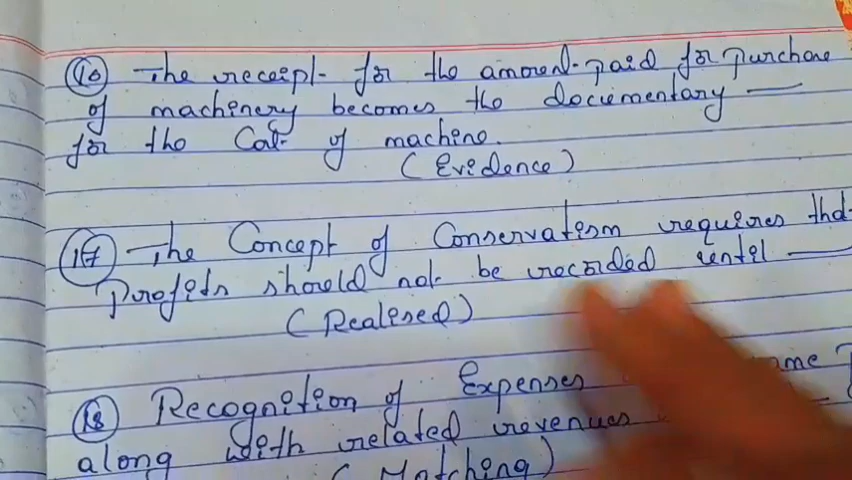 (16) The receipt for the amount paid for purchase
of machinery becomes the documentary —
for the Cost of machine.
(Evidence)
(17) The Concept of Conservatism requires that
Profits should not be recorded until —
(Realised)
(18) Recognition of Expenses
along with related revenues
(Matching)